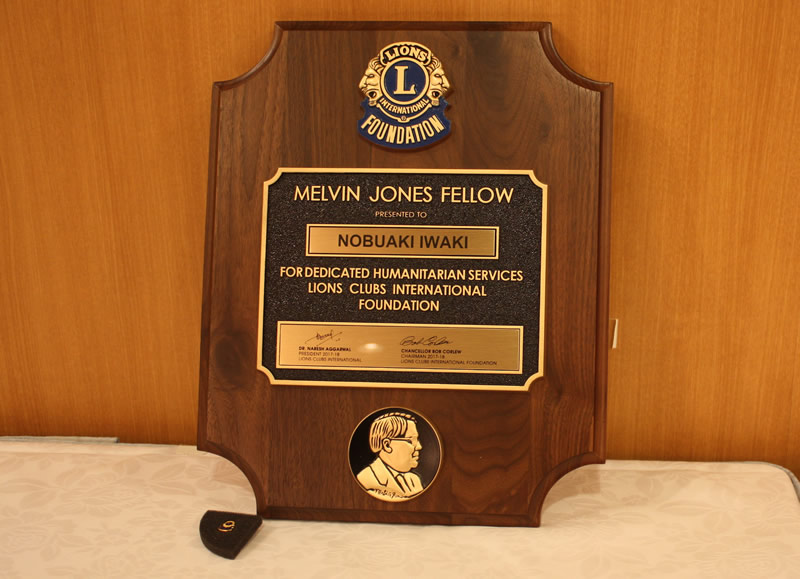 LIONS
L
INTERNATIONAL
FOUNDATION
MELVIN JONES FELLOW
PRESENTED TO
NOBUAKI IWAKI
FOR DEDICATED HUMANITARIAN SERVICES
LIONS CLUBS INTERNATIONAL
FOUNDATION
DR. NARESH AGGARWAL
PRESIDENT 2017-18
LIONS CLUBS INTERNATIONAL
CHANCELLOR BOB CORLEW
CHAIRMAN 2017-18
LIONS CLUBS INTERNATIONAL FOUNDATION